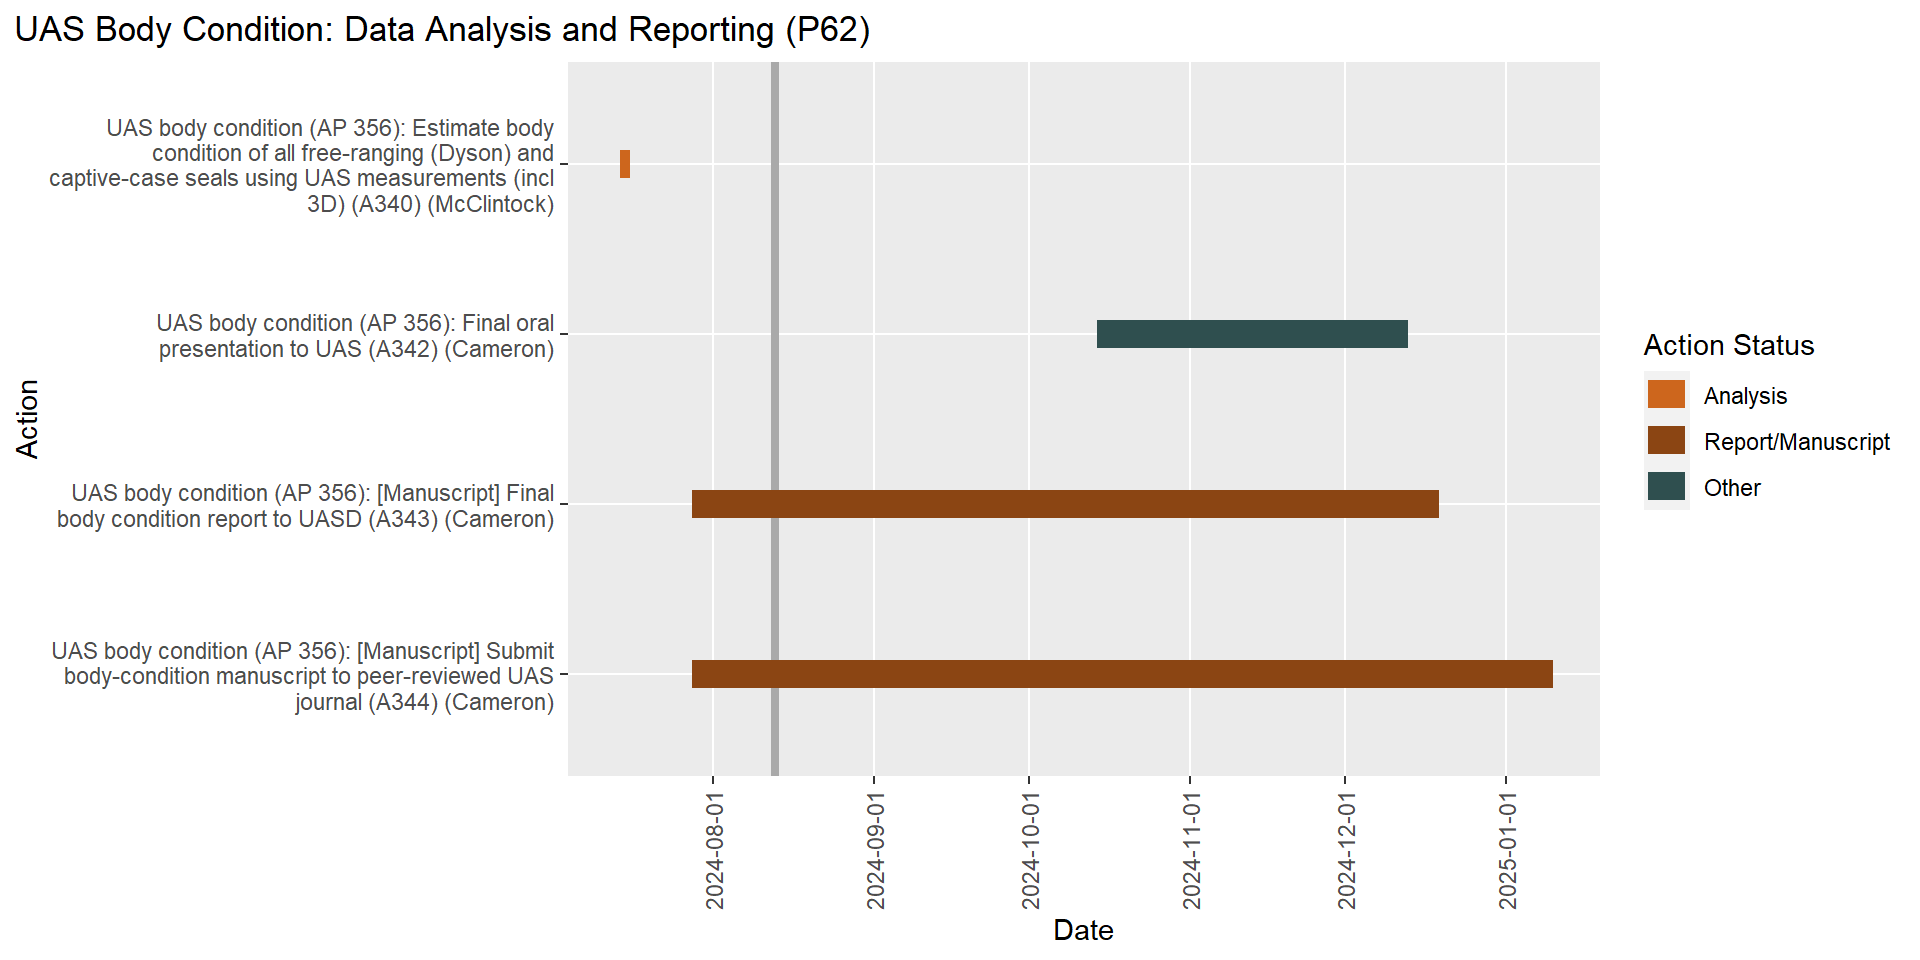 UAS Body Condition: Data Analysis and Reporting (P62)
UAS body condition (AP 356): Estimate body
condition of all free-ranging (Dyson) and
captive-case seals using UAS measurements (incl
3D) (A340) (McClintock)
UAS body condition (AP 356): Final oral
presentation to UAS (A342) (Cameron)
UAS body condition (AP 356): [Manuscript] Final
body condition report to UASD (A343) (Cameron)
UAS body condition (AP 356): [Manuscript] Submit
body-condition manuscript to peer-reviewed UAS
journal (A344) (Cameron)
Action
2024-08-01
2024-09-01
2024-10-01
2024-11-01
2024-12-01
2025-01-01
Date
Action Status
Analysis
Report/Manuscript
Other